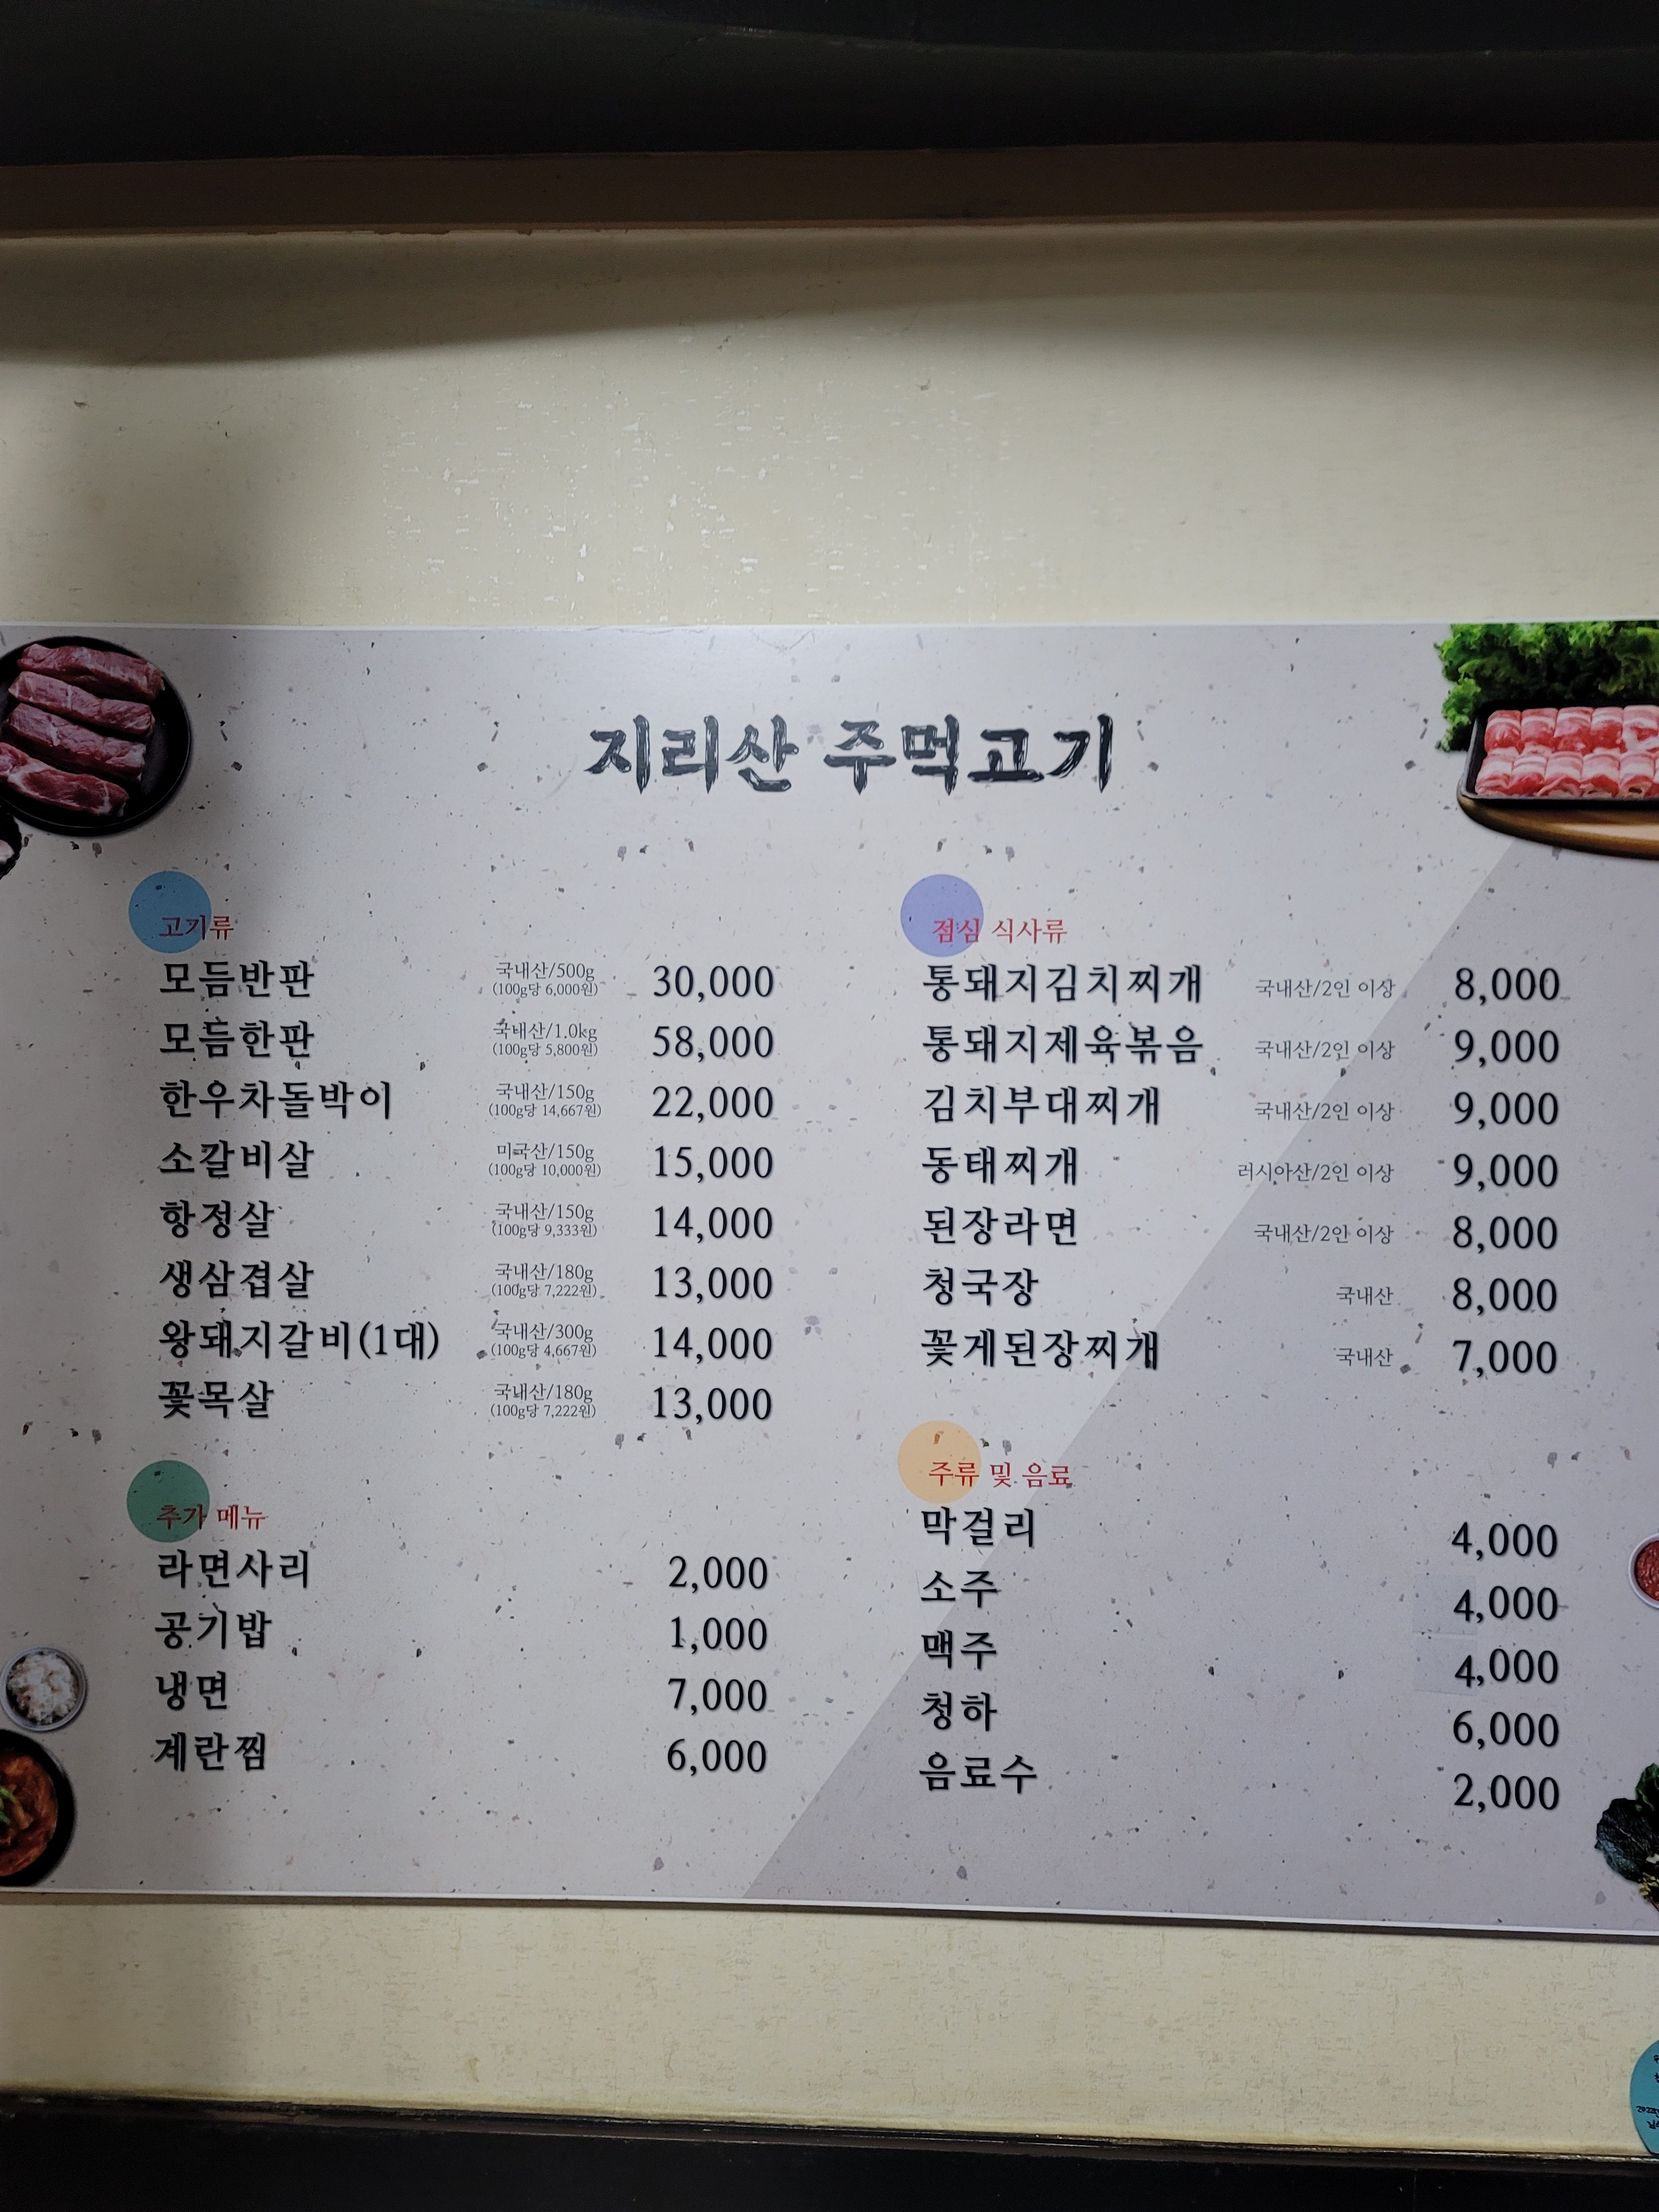 지리산 주먹고기
고기류
모듬반판 국내산/500g (100g당 6,000원) 30,000
모듬한판 국내산/1.0kg (100g당 5,800원) 58,000
한우차돌박이 국내산/150g (100g당 14,667원) 22,000
소갈비살 미국산/150g (100g당 10,000원) 15,000
항정살 국내산/150g (100g당 9,333원) 14,000
생삼겹살 국내산/180g (100g당 7,222원) 13,000
왕돼지갈비(1대) 국내산/300g (100g당 4,667원) 14,000
꽃목살 국내산/180g (100g당 7,222원) 13,000
추가 메뉴
라면사리 2,000
공기밥 1,000
냉면 7,000
계란찜 6,000
점심 식사류
통돼지김치찌개 국내산/2인 이상 8,000
통돼지제육볶음 국내산/2인 이상 9,000
김치부대찌개 국내산/2인 이상 9,000
동태찌개 러시아산/2인 이상 9,000
된장라면 국내산/2인 이상 8,000
청국장 국내산 8,000
꽃게된장찌개 국내산 7,000
주류 및 음료
막걸리 4,000
소주 4,000
맥주 4,000
청하 6,000
음료수 2,000